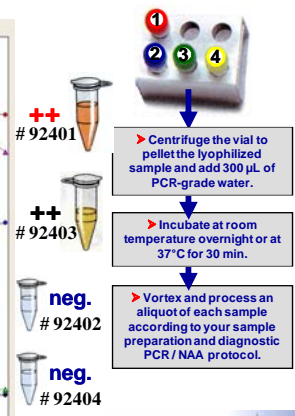 1
2
3
4
++
# 92401
++
# 92403
neg.
# 92402
neg.
# 92404
➤ Centrifuge the vial to
pellet the lyophilized
sample and add 300 µL of
PCR-grade water.
➤ Incubate at room
temperature overnight or at
37°C for 30 min.
➤ Vortex and process an
aliquot of each sample
according to your sample
preparation and diagnostic
PCR / NAA protocol.